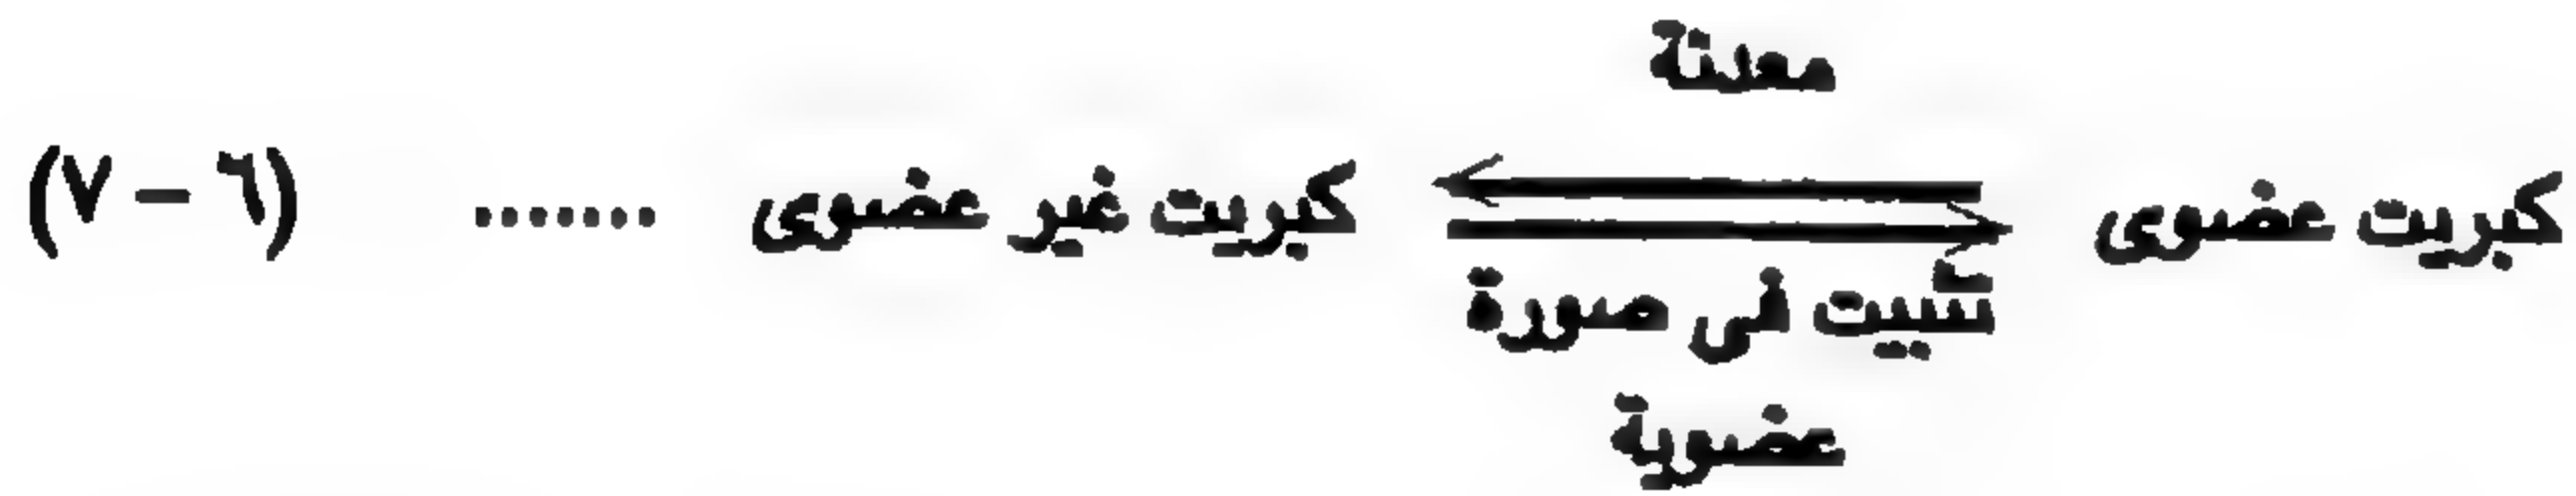 معدنة
كبريت عضوى كبريت غير عضوى ....... (٦ – ٧)
تثبيت فى صورة
عضوية